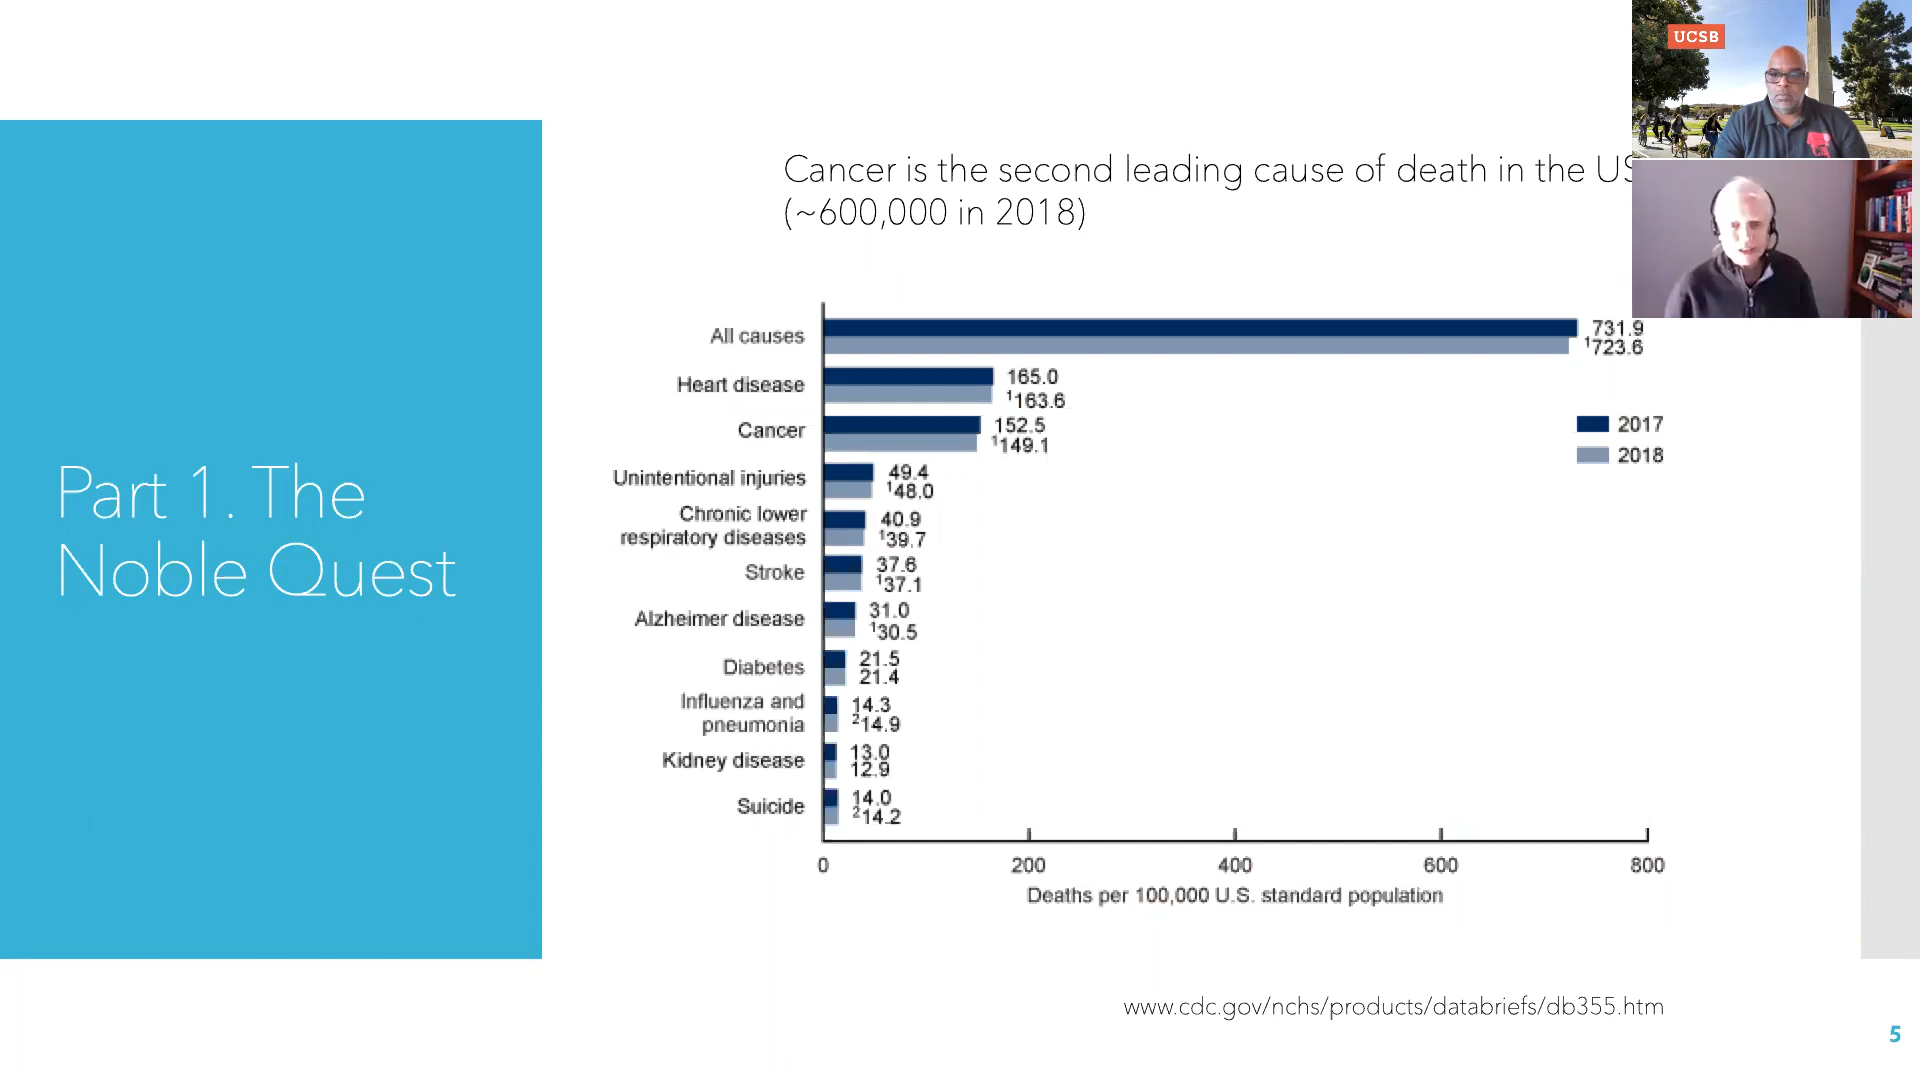 UCSB
Cancer is the second leading cause of death in the US
(~600,000 in 2018)
Part 1. The
Noble Quest
All causes
731.9
¹723.6
Heart disease
165.0
¹163.6
Cancer
152.5
¹149.1
Unintentional injuries
49.4
¹48.0
Chronic lower
respiratory diseases
40.9
¹39.7
Stroke
37.6
¹37.1
Alzheimer disease
31.0
¹30.5
Diabetes
21.5
21.4
Influenza and
pneumonia
14.3
²14.9
Kidney disease
13.0
12.9
Suicide
14.0
²14.2
2017
2018
0 200 400 600 800
Deaths per 100,000 U.S. standard population
www.cdc.gov/nchs/products/databriefs/db355.htm
5